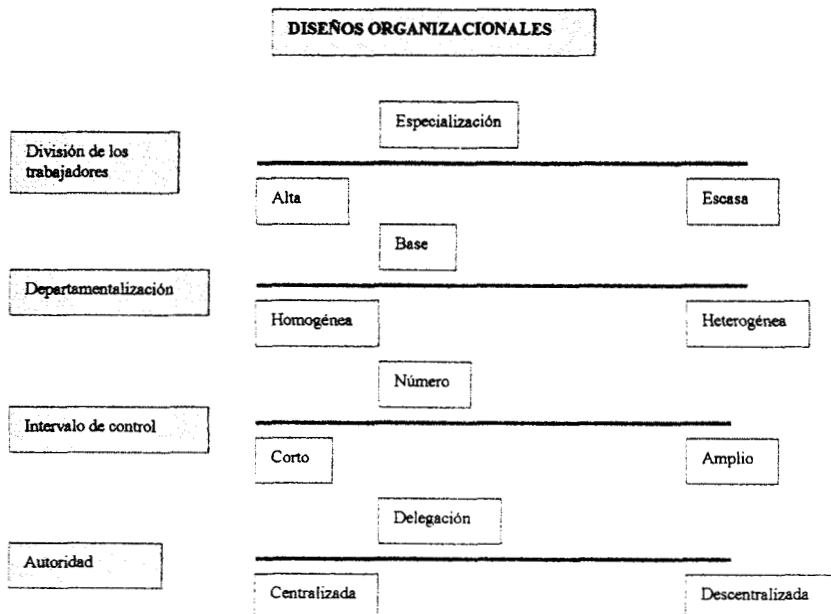 DISEÑOS ORGANIZACIONALES
Especialización
División de los
trabajadores
Alta
Escasa
Base
Departamentalización
Homogénea
Heterogénea
Número
Intervalo de control
Corto
Amplio
Delegación
Autoridad
Centralizada
Descentralizada